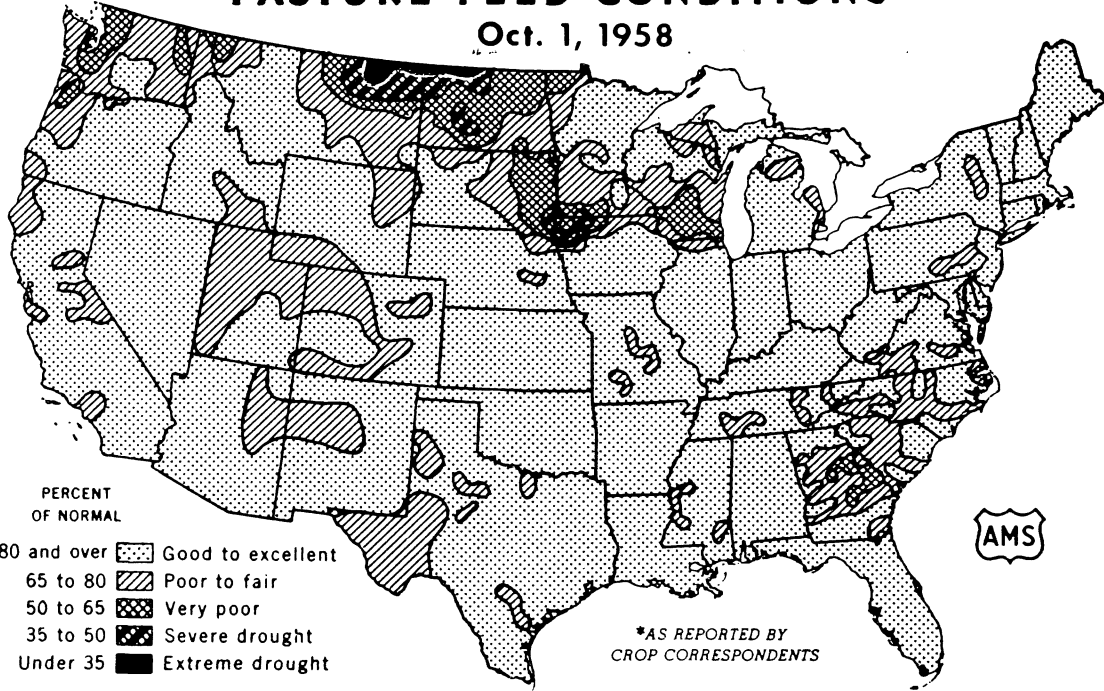 PASTURE FEED CONDITIONS
Oct. 1, 1958
PERCENT
OF NORMAL
80 and over Good to excellent
65 to 80 Poor to fair
50 to 65 Very poor
35 to 50 Severe drought
Under 35 Extreme drought
*AS REPORTED BY
CROP CORRESPONDENTS
AMS